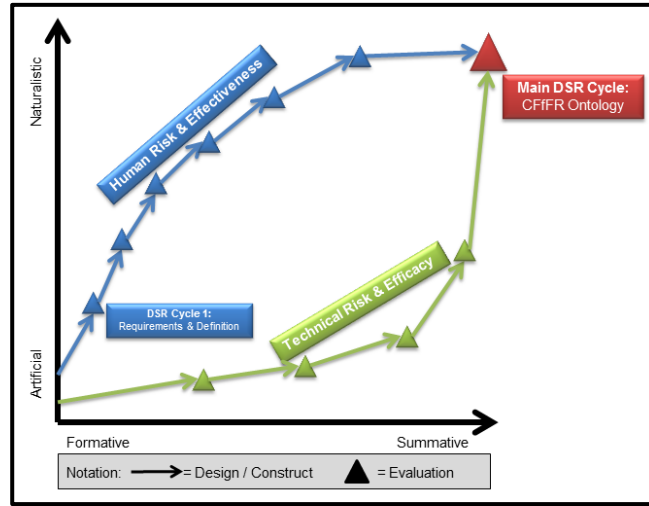 Naturalistic
Human Risk & Effectiveness
Main DSR Cycle:
CFfFR Ontology
DSR Cycle 1:
Requirements & Definition
Technical Risk & Efficacy
Artificial
Formative
Summative
Notation:
= Design / Construct
= Evaluation